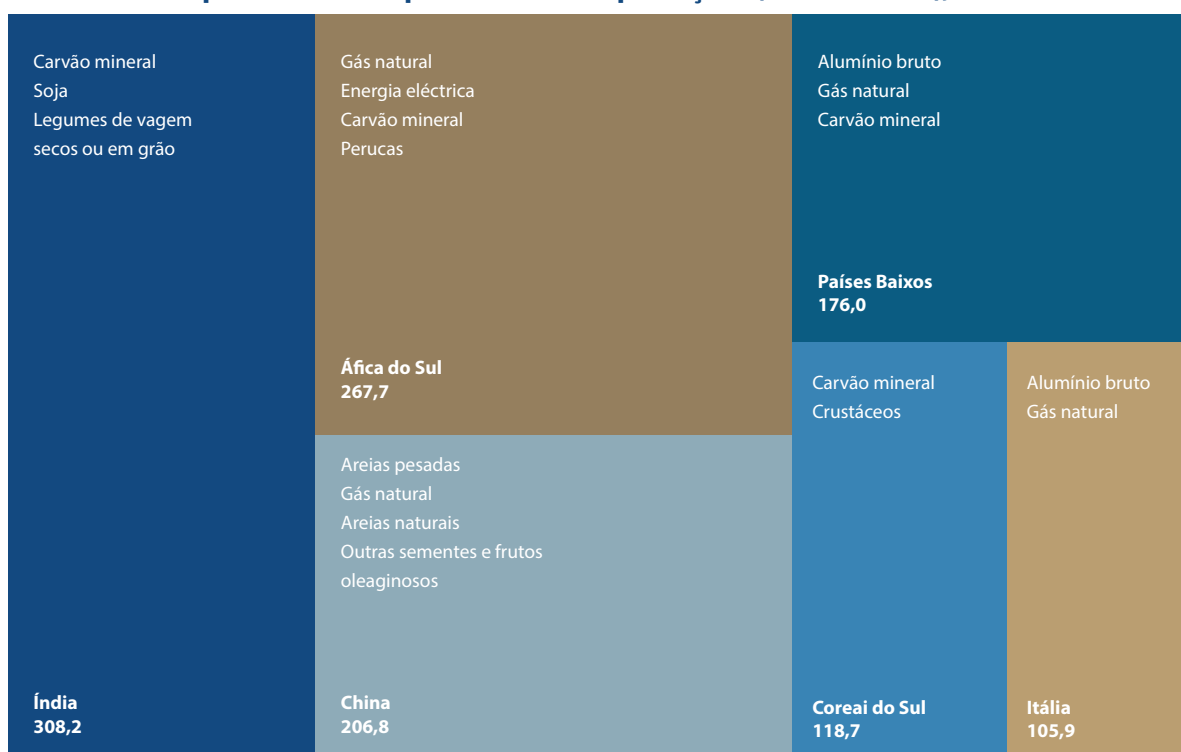 Carvão mineral
Soja
Legumes de vagem
secos ou em grão
Índia
308,2
Gás natural
Energia eléctrica
Carvão mineral
Perucas
Áfica do Sul
267,7
Areias pesadas
Gás natural
Areias naturais
Outras sementes e frutos
oleaginosos
China
206,8
Alumínio bruto
Gás natural
Carvão mineral
Países Baixos
176,0
Carvão mineral
Crustáceos
Coreai do Sul
118,7
Alumínio bruto
Gás natural
Itália
105,9